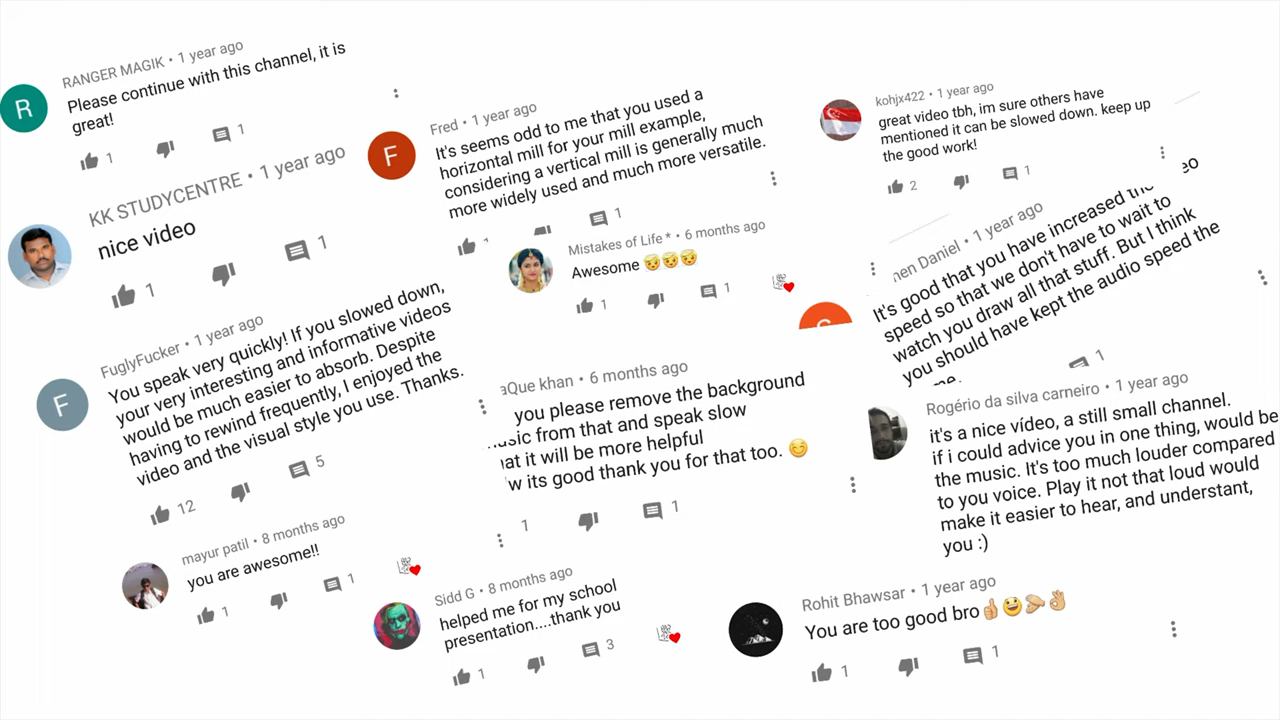 RANGER MAGIK • 1 year ago
Please continue with this channel, it is
great!
1
1
KK STUDYCENTRE • 1 year ago
nice video
1
1
FuglyFucker • 1 year ago
You speak very quickly! If you slowed down,
your very interesting and informative videos
would be much easier to absorb. Despite
having to rewind frequently, I enjoyed the
video and the visual style you use. Thanks.
12
5
mayur patil • 8 months ago
you are awesome!!
1
1
Fred • 1 year ago
It's seems odd to me that you used a
horizontal mill for your mill example,
considering a vertical mill is generally much
more widely used and much more versatile.
1
Mistakes of Life * • 6 months ago
Awesome 😇😇😇
1
1
aQue khan • 6 months ago
you please remove the background
from that and speak slow
it will be more helpful
its good thank you for that too. 😊
1
1
Sidd G • 8 months ago
helped me for my school
presentation....thank you
1
3
kohjx422 • 1 year ago
great video tbh, im sure others have
mentioned it can be slowed down. keep up
the good work!
2
1
Daniel • 1 year ago
It's good that you have increased the
speed so that we don't have to wait to
watch you draw all that stuff. But I think
you should have kept the audio speed the
1
Rogério da silva carneiro • 1 year ago
it's a nice vídeo, a still small channel.
if i could advice you in one thing, would be
the music. It's too much louder compared
to you voice. Play it not that loud would
make it easier to hear, and understant,
you :)
Rohit Bhawsar • 1 year ago
You are too good bro👍😃🫴👌
1
1
R
F
F